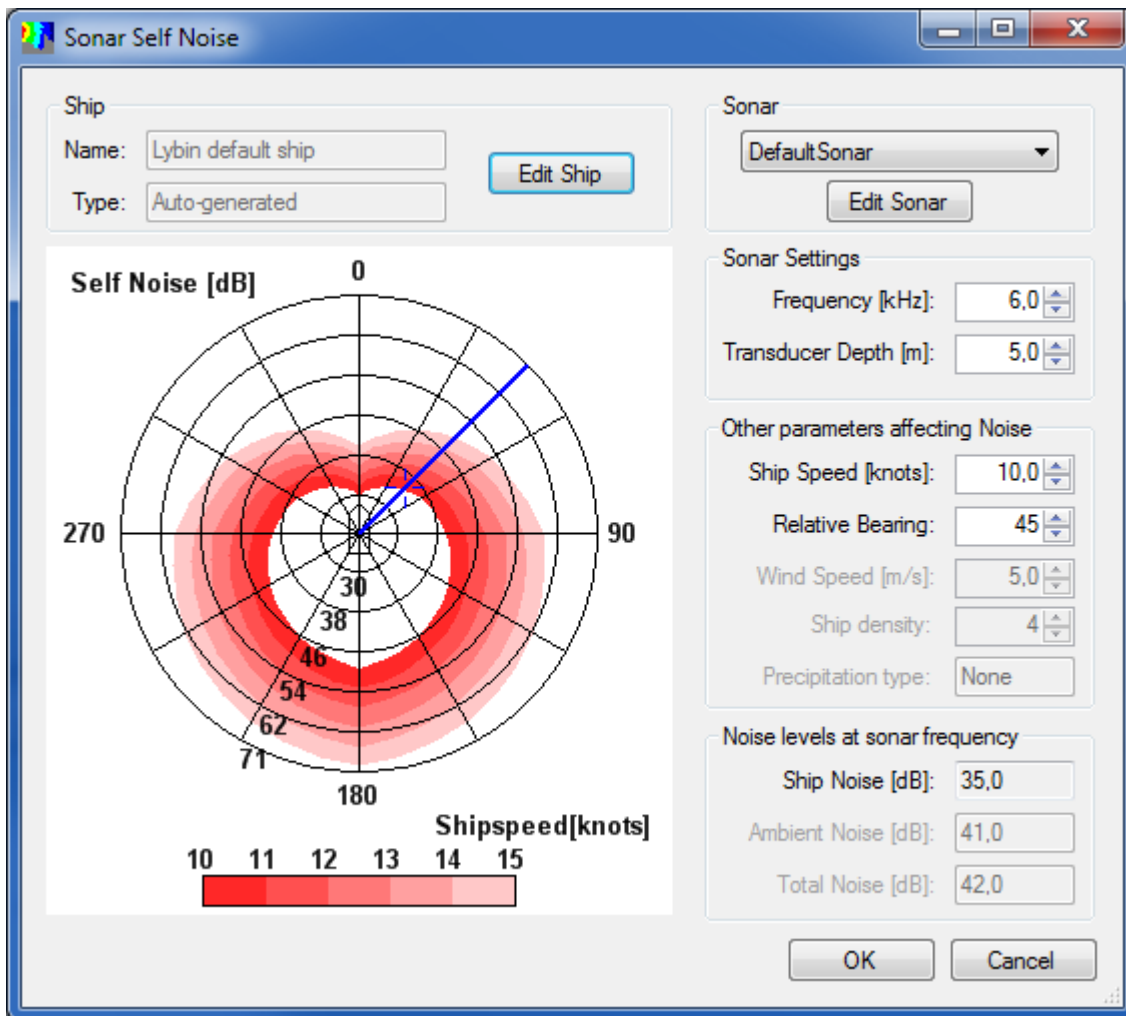 Sonar Self Noise
Ship
Name: Lybin default ship
Type: Auto-generated
Edit Ship
Sonar
DefaultSonar
Edit Sonar
Self Noise [dB]
0
90
180
270
30
38
46
54
62
71
Shipspeed[knots]
10 11 12 13 14 15
Sonar Settings
Frequency [kHz]: 6,0
Transducer Depth [m]: 5,0
Other parameters affecting Noise
Ship Speed [knots]: 10,0
Relative Bearing: 45
Wind Speed [m/s]: 5,0
Ship density: 4
Precipitation type: None
Noise levels at sonar frequency
Ship Noise [dB]: 35,0
Ambient Noise [dB]: 41,0
Total Noise [dB]: 42,0
OK Cancel